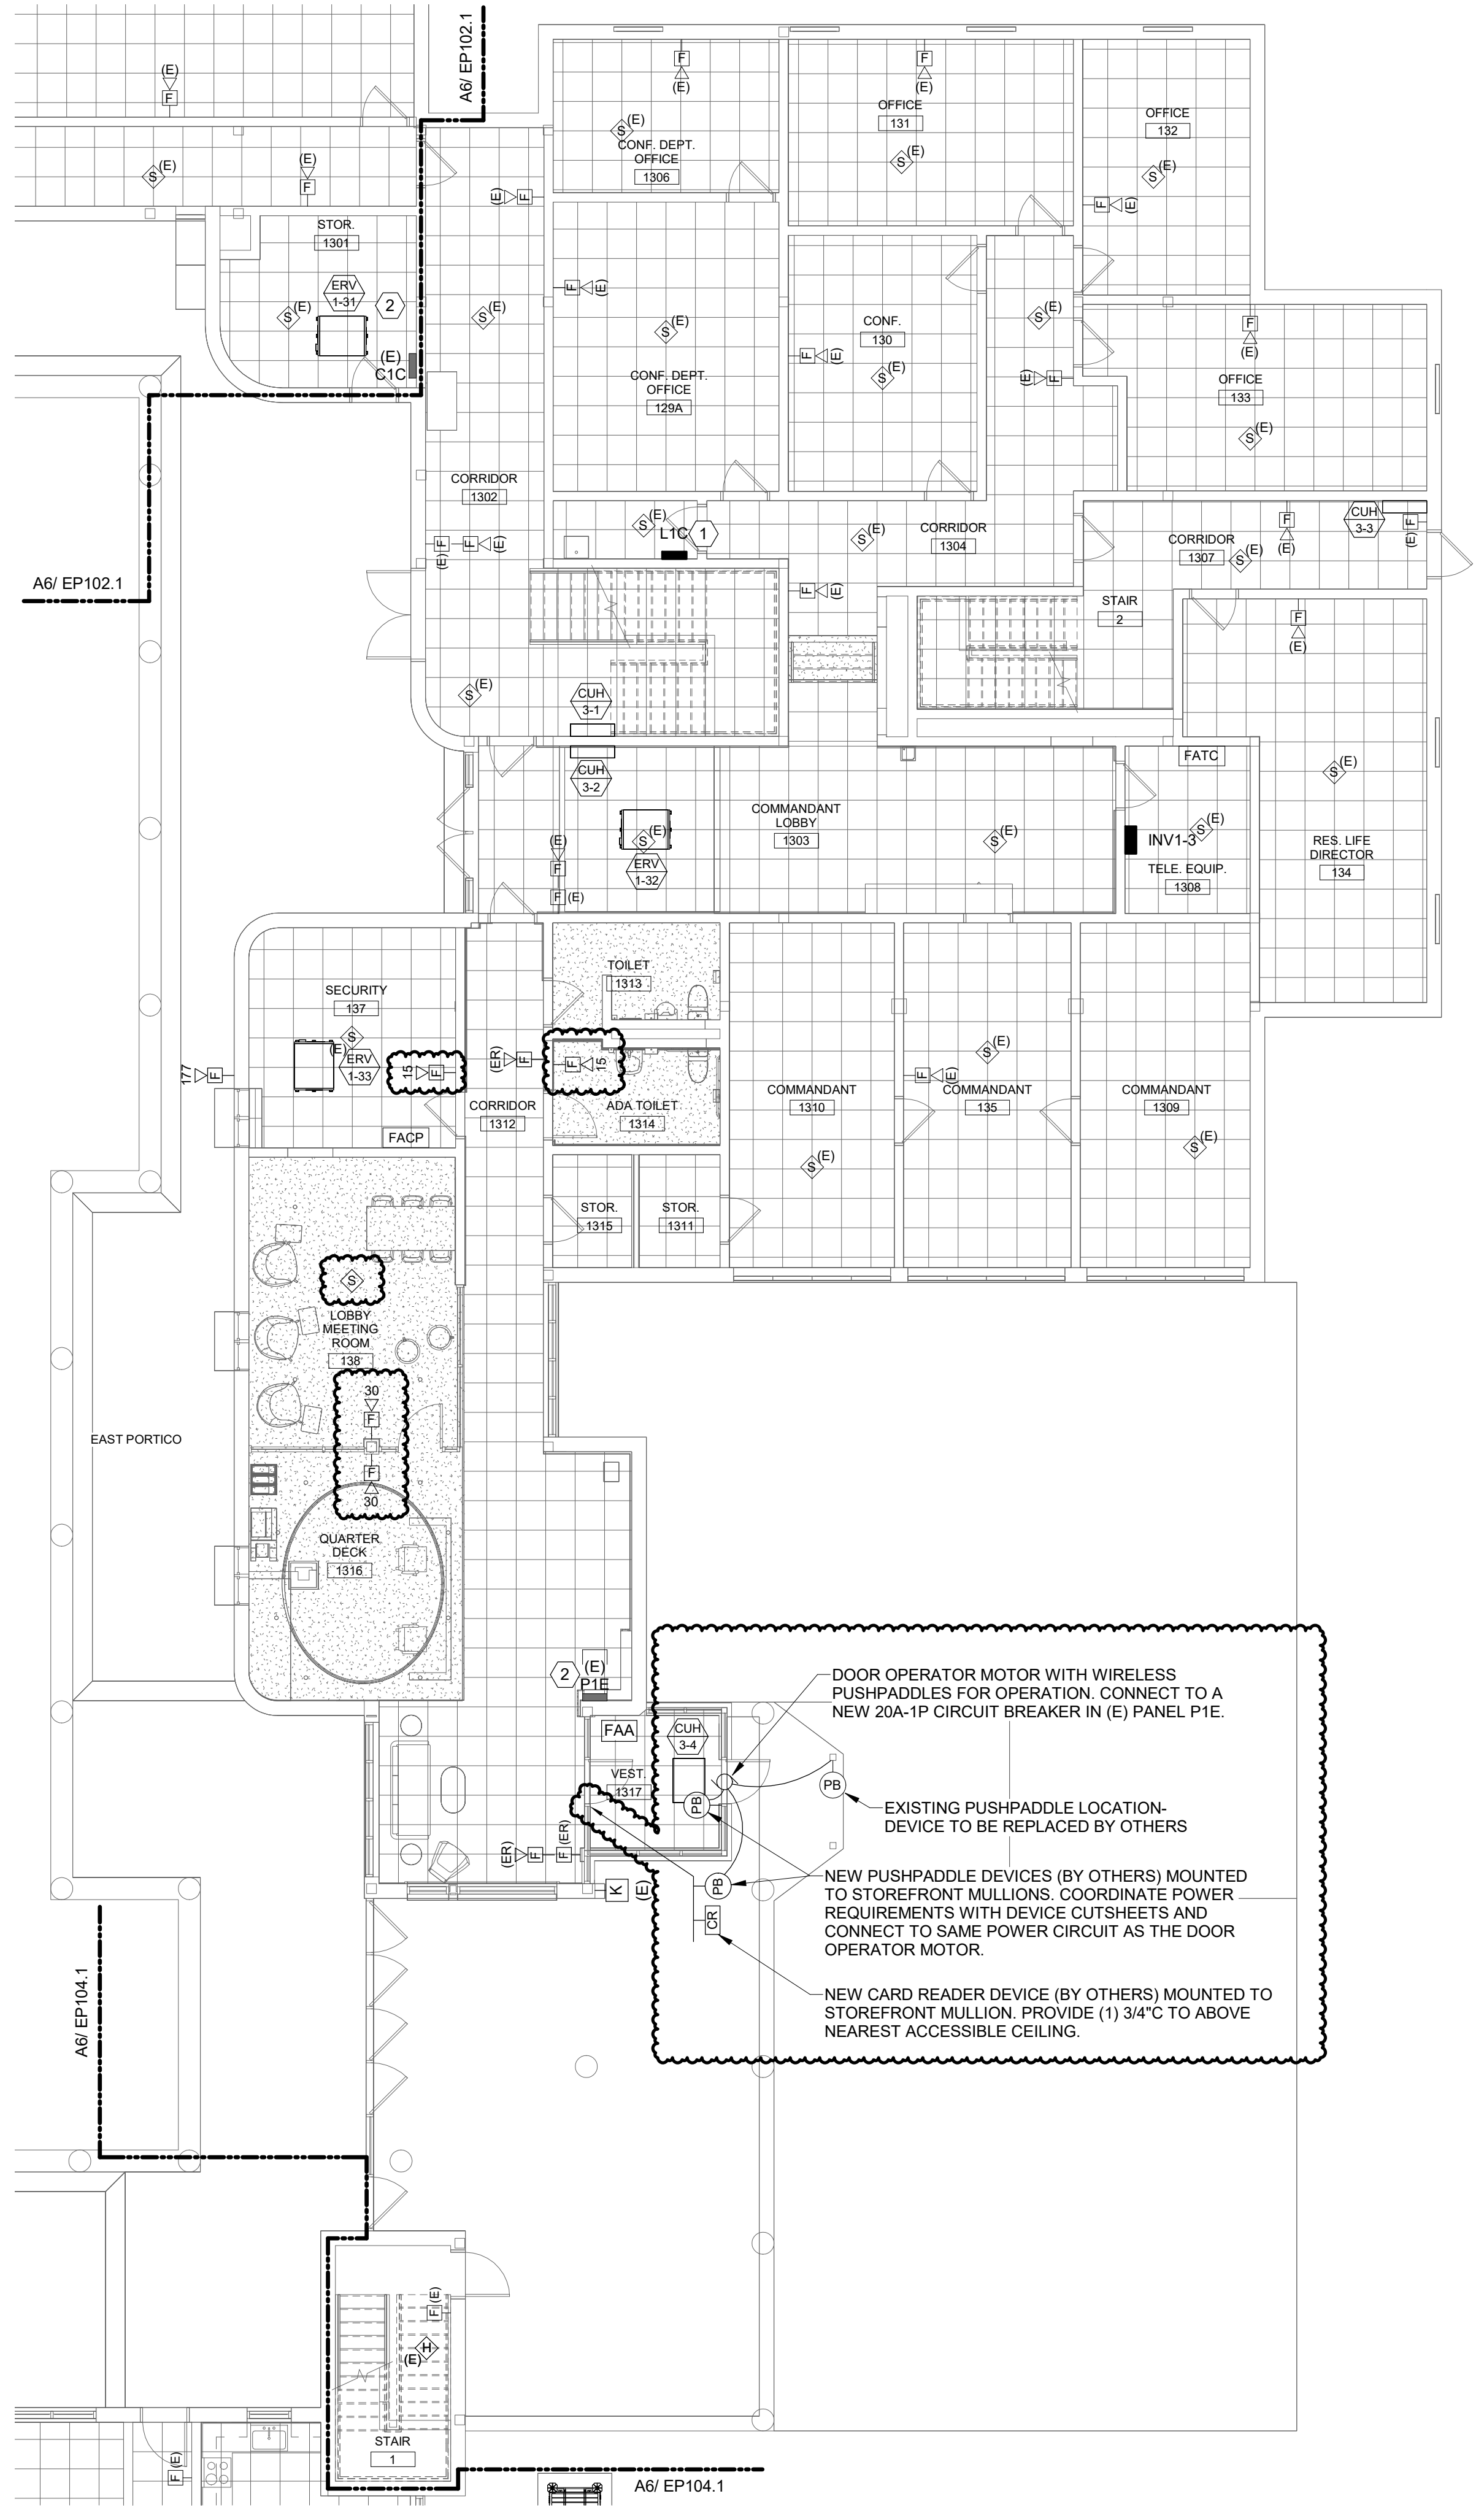 A6/ EP102.1
(E)
F
F
(E)
F
(E)
(E)
S
CONF. DEPT.
OFFICE
1306
OFFICE
131
S
(E)
OFFICE
132
S
(E)
S
(E)
(E)
F
(E)
F
F
(E)
STOR.
1301
ERV
1-31
2
S
(E)
(E)
C1C
S
(E)
F
(E)
S
(E)
CONF. DEPT.
OFFICE
129A
CONF.
130
F
(E)
S
(E)
S
(E)
(E)
F
F
(E)
OFFICE
133
S
(E)
CORRIDOR
1302
S
(E)
L1C
1
S
(E)
CORRIDOR
1304
CORRIDOR
1307
S
(E)
F
(E)
CUH
3-3
F
(E)
F
(E)
F
(E)
A6/ EP102.1
F
(E)
STAIR
2
F
(E)
S
(E)
CUH
3-1
CUH
3-2
FATC
S
(E)
COMMANDANT
LOBBY
1303
S
(E)
S
(E)
ERV
1-32
(E)
F
F
(E)
INV1-3
S
(E)
TELE. EQUIP.
1308
RES. LIFE
DIRECTOR
134
SECURITY
137
S
(E)
ERV
1-33
15
F
177
F
FACP
(ER)
F
CORRIDOR
1312
TOILET
1313
F
15
ADA TOILET
1314
COMMANDANT
1310
S
(E)
S
(E)
F
(E)
COMMANDANT
135
COMMANDANT
1309
S
(E)
STOR.
1315
STOR.
1311
S
LOBBY
MEETING
ROOM
138
30
F
F
30
EAST PORTICO
QUARTER
DECK
1316
2
(E)
P1E
FAA
CUH
3-4
VEST.
1317
PB
PB
PB
CR
(ER)
F
F
(ER)
K
(E)
DOOR OPERATOR MOTOR WITH WIRELESS
PUSHPADDLES FOR OPERATION. CONNECT TO A
NEW 20A-1P CIRCUIT BREAKER IN (E) PANEL P1E.
EXISTING PUSHPADDLE LOCATION-
DEVICE TO BE REPLACED BY OTHERS
NEW PUSHPADDLE DEVICES (BY OTHERS) MOUNTED
TO STOREFRONT MULLIONS. COORDINATE POWER
REQUIREMENTS WITH DEVICE CUTSHEETS AND
CONNECT TO SAME POWER CIRCUIT AS THE DOOR
OPERATOR MOTOR.
NEW CARD READER DEVICE (BY OTHERS) MOUNTED TO
STOREFRONT MULLION. PROVIDE (1) 3/4"C TO ABOVE
NEAREST ACCESSIBLE CEILING.
A6/ EP104.1
F
(E)
H
(E)
STAIR
1
F
(E)
A6/ EP104.1